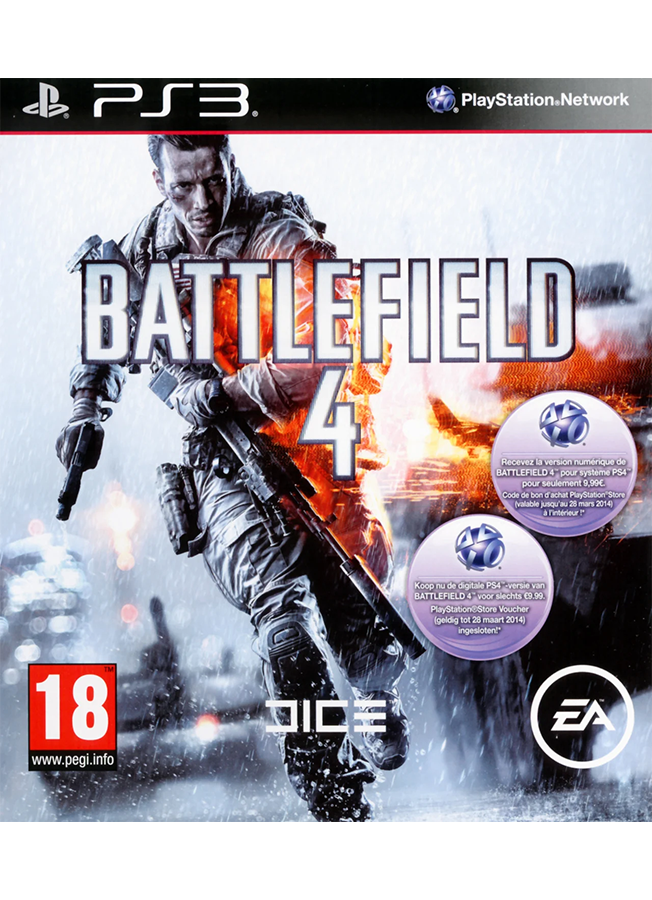 PS3
PlayStation®Network
BATTLEFIELD
4
Recevez la version numérique de
BATTLEFIELD 4™ pour système PS4™
pour seulement 9,99€.
Code de bon d'achat PlayStation®Store
(valable jusqu'au 28 mars 2014)
à l'intérieur !*
Koop nu de digitale PS4™-versie van
BATTLEFIELD 4™ voor slechts €9.99.
PlayStation®Store Voucher
(geldig tot 28 maart 2014)
ingesloten!*
18™
www.pegi.info
DICE
EA